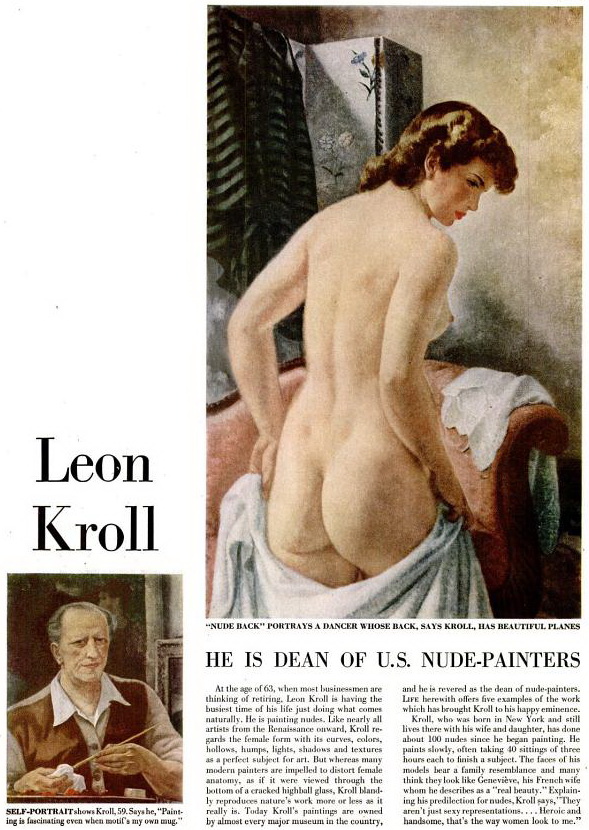 Leon
Kroll
"NUDE BACK" PORTRAYS A DANCER WHOSE BACK, SAYS KROLL, HAS BEAUTIFUL PLANES
HE IS DEAN OF U.S. NUDE-PAINTERS
SELF-PORTRAIT shows Kroll, 59. Says he, "Paint-
ing is fascinating even when motif's my own mug."
At the age of 63, when most businessmen are
thinking of retiring, Leon Kroll is having the
busiest time of his life just doing what comes
naturally. He is painting nudes. Like nearly all
artists from the Renaissance onward, Kroll re-
gards the female form with its curves, colors,
hollows, humps, lights, shadows and textures
as a perfect subject for art. But whereas many
modern painters are impelled to distort female
anatomy, as if it were viewed through the
bottom of a cracked highball glass, Kroll bland-
ly reproduces nature's work more or less as it
really is. Today Kroll's paintings are owned
by almost every major museum in the country,
and he is revered as the dean of nude-painters.
LIFE herewith offers five examples of the work
which has brought Kroll to his happy eminence.
Kroll, who was born in New York and still
lives there with his wife and daughter, has done
about 100 nudes since he began painting. He
paints slowly, often taking 40 sittings of three
hours each to finish a subject. The faces of his
models bear a family resemblance and many
think they look like Geneviève, his French wife
whom he describes as a "real beauty." Explain-
ing his predilection for nudes, Kroll says, "They
aren't just sexy representations. . . . Heroic and
handsome, that's the way women look to me."